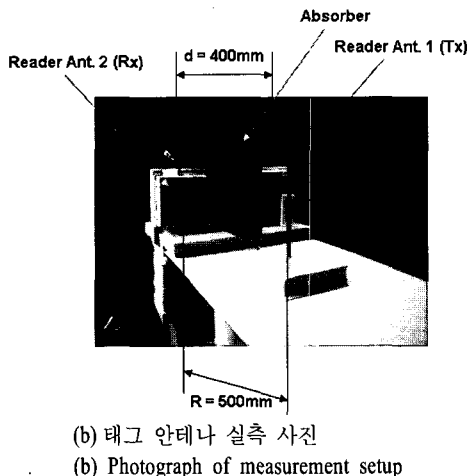 Absorber
Reader Ant. 2 (Rx)
d = 400mm
Reader Ant. 1 (Tx)
R = 500mm
(b) 태그 안테나 실측 사진
(b) Photograph of measurement setup